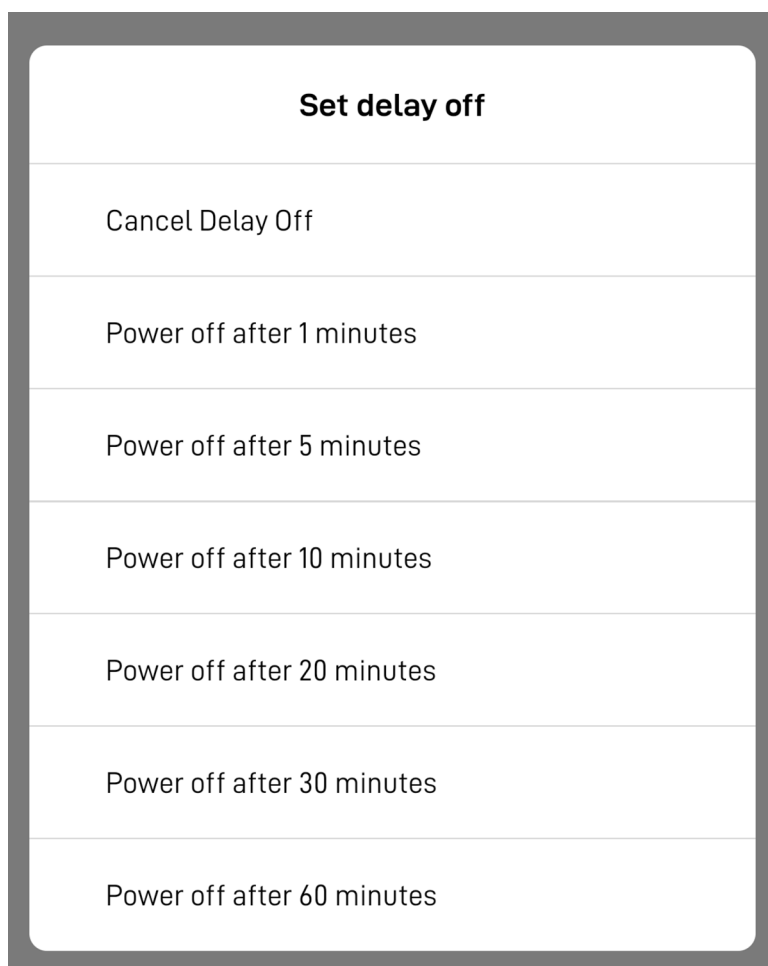 Set delay off
Cancel Delay Off
Power off after 1 minutes
Power off after 5 minutes
Power off after 10 minutes
Power off after 20 minutes
Power off after 30 minutes
Power off after 60 minutes